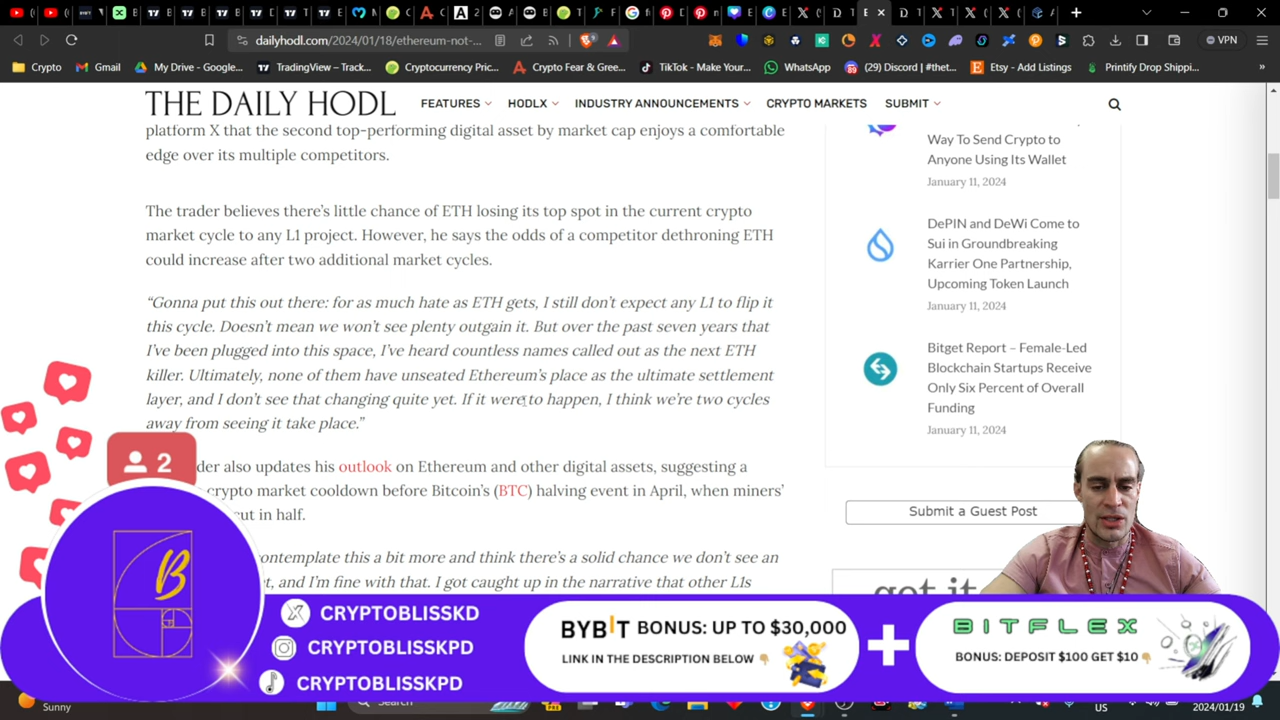 dailyhodl.com/2024/01/18/ethereum-not-...
VPN
Crypto
Gmail
My Drive - Google...
TradingView – Track...
Cryptocurrency Pric...
Crypto Fear & Gree...
TikTok - Make Your...
WhatsApp
(29) Discord | #thet...
Etsy - Add Listings
Printify Drop Shippi...
THE DAILY HODL
FEATURES
HODLX
INDUSTRY ANNOUNCEMENTS
CRYPTO MARKETS
SUBMIT
platform X that the second top-performing digital asset by market cap enjoys a comfortable
edge over its multiple competitors.
The trader believes there's little chance of ETH losing its top spot in the current crypto
market cycle to any L1 project. However, he says the odds of a competitor dethroning ETH
could increase after two additional market cycles.
“Gonna put this out there: for as much hate as ETH gets, I still don't expect any L1 to flip it
this cycle. Doesn't mean we won't see plenty outgain it. But over the past seven years that
I've been plugged into this space, I've heard countless names called out as the next ETH
killer. Ultimately, none of them have unseated Ethereum's place as the ultimate settlement
layer, and I don't see that changing quite yet. If it were to happen, I think we're two cycles
away from seeing it take place.”
der also updates his outlook on Ethereum and other digital assets, suggesting a
crypto market cooldown before Bitcoin's (BTC) halving event in April, when miners'
cut in half.
contemplate this a bit more and think there's a solid chance we don't see an
et, and I'm fine with that. I got caught up in the narrative that other L1s
Way To Send Crypto to
Anyone Using Its Wallet
January 11, 2024
DePIN and DeWi Come to
Sui in Groundbreaking
Karrier One Partnership,
Upcoming Token Launch
January 11, 2024
Bitget Report – Female-Led
Blockchain Startups Receive
Only Six Percent of Overall
Funding
January 11, 2024
Submit a Guest Post
got it
2
B
CRYPTOBLISSKD
CRYPTOBLISSKPD
CRYPTOBLISSKPD
BYBIT BONUS: UP TO $30,000
LINK IN THE DESCRIPTION BELOW
BITFLEX
BONUS: DEPOSIT $100 GET $10
Sunny
Search
US
2024/01/19